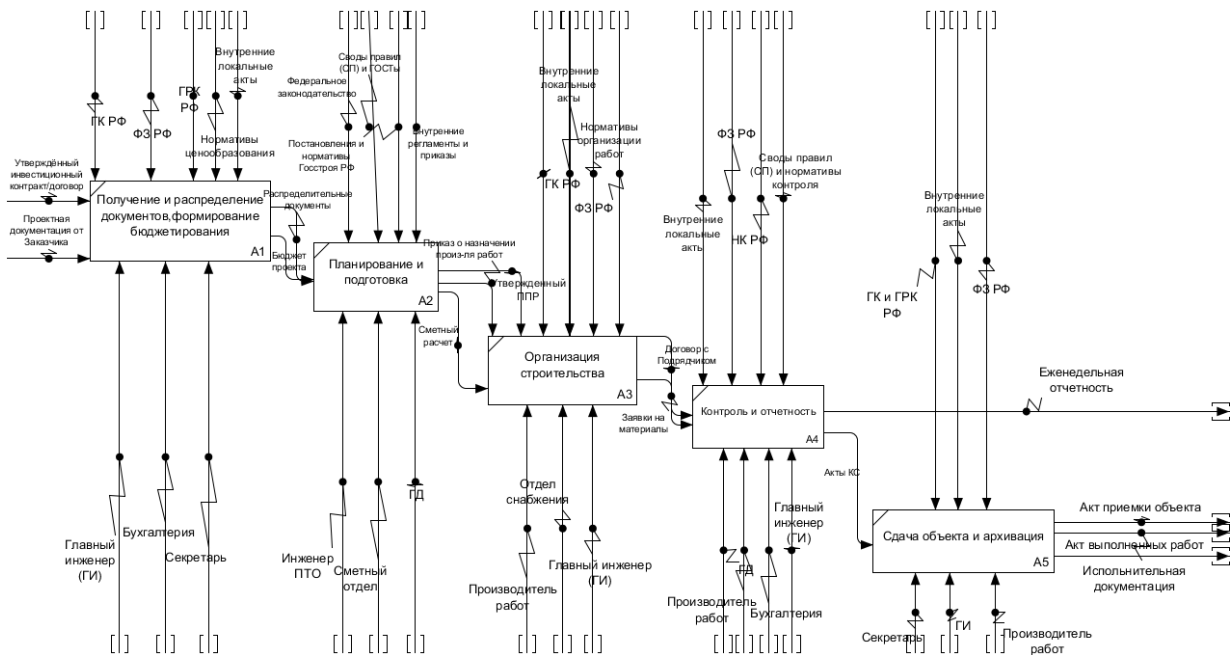 ГК РФ
ФЗ РФ
ГРК
РФ
Нормативы
ценообразования
Внутренние
локальные
акты
Утверждённый
инвестиционный
контракт/договор
Проектная
документация от
Заказчика
Получение и распределение
документов,формирование
бюджетирования
A1
Распределительные
документы
Бюджет
проекта
Главный
инженер
(ГИ)
Бухгалтерия
Секретарь
Федеральное
законодательство
Своды правил
(СП) и ГОСТы
Постановления и
нормативы
Госстроя РФ
Внутренние
регламенты и
приказы
Планирование и
подготовка
A2
Приказ о назначении
произ-ля работ
Утвержденный
ППР
Сметный
расчет
Инженер
ПТО
Сметный
отдел
ГД
ГК РФ
Внутренние
локальные
акты
ФЗ РФ
Нормативы
организации
работ
Организация
строительства
A3
Договор с
Подрядчиком
Заявки на
материалы
Производитель
работ
Отдел
снабжения
Главный инженер
(ГИ)
Внутренние
локальные
акты
ФЗ РФ
НК РФ
Своды правил
(СП) и нормативы
контроля
Контроль и отчетность
A4
Еженедельная
отчетность
Акты КС
Производитель
работ
ГД
Бухгалтерия
Главный
инженер
(ГИ)
ГК и ГРК
РФ
Внутренние
локальные
акты
ФЗ РФ
Сдача объекта и архивация
A5
Акт приемки объекта
Акт выполненных работ
Испольнительная
документация
Секретарь
ГИ
Производитель
работ